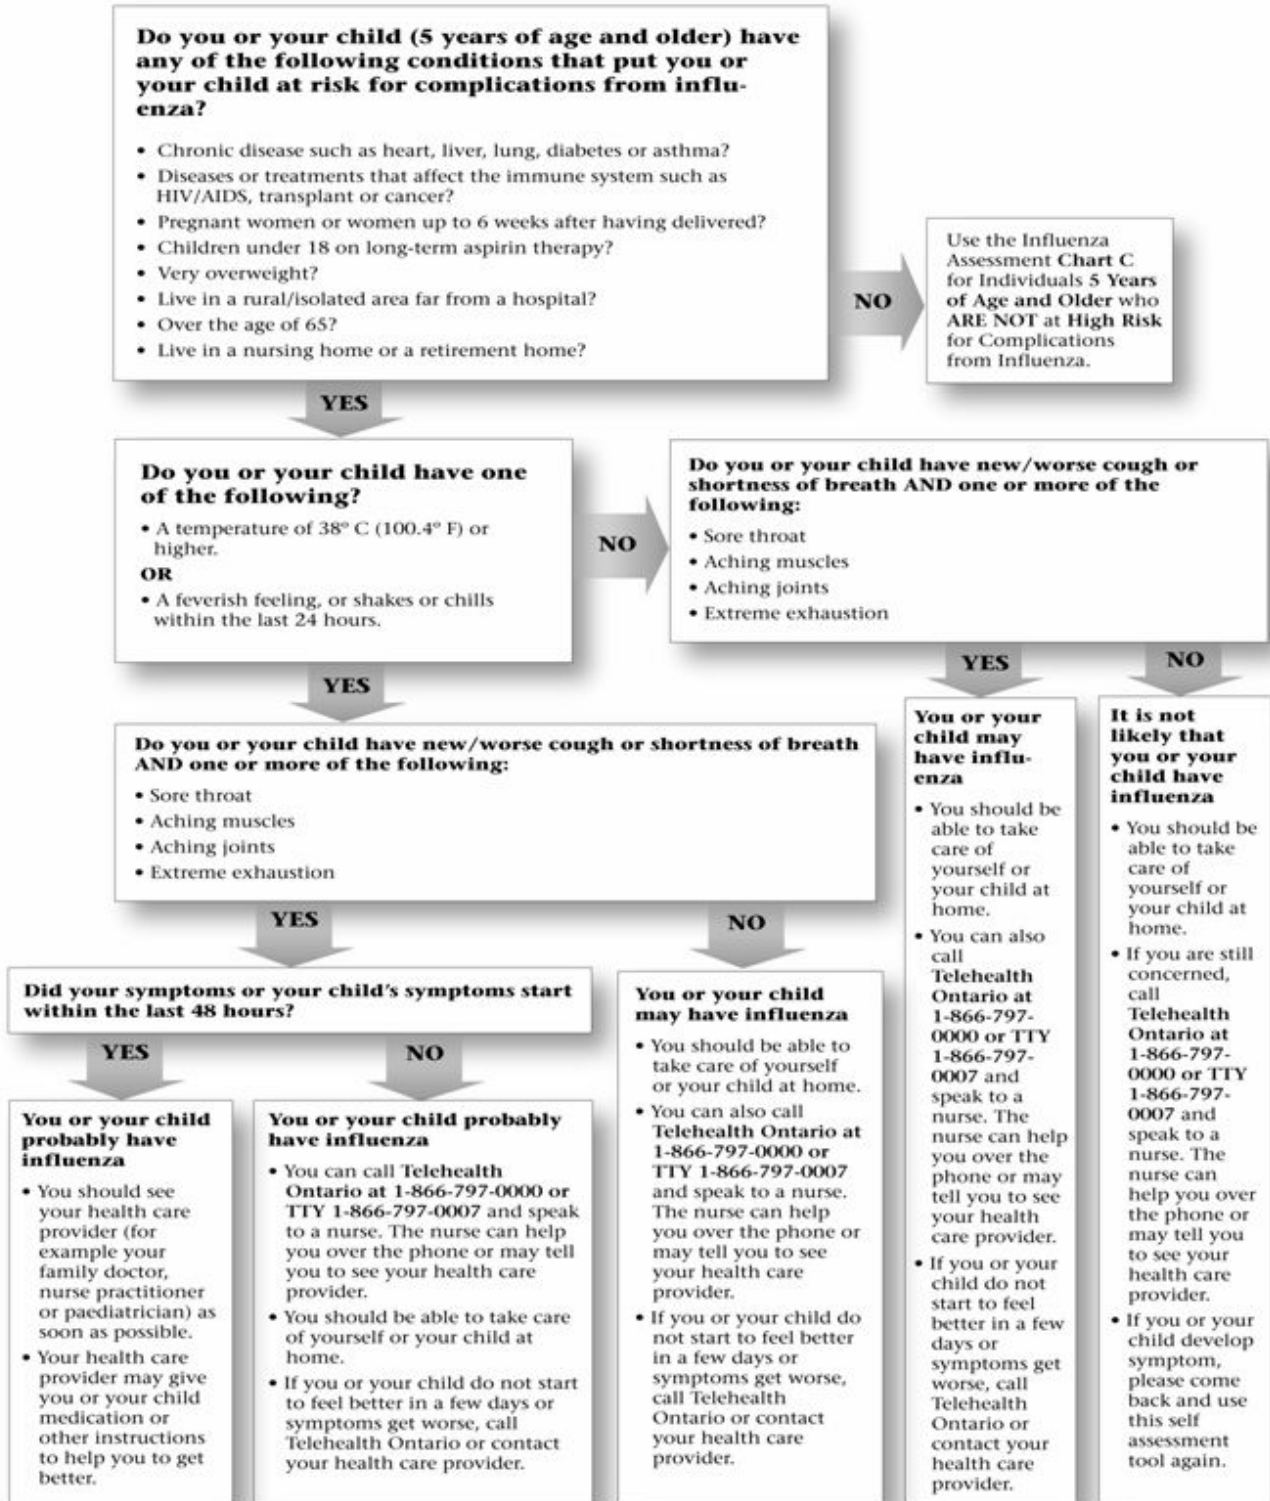 Do you or your child (5 years of age and older) have
any of the following conditions that put you or
your child at risk for complications from influ-
enza?
• Chronic disease such as heart, liver, lung, diabetes or asthma?
• Diseases or treatments that affect the immune system such as
HIV/AIDS, transplant or cancer?
• Pregnant women or women up to 6 weeks after having delivered?
• Children under 18 on long-term aspirin therapy?
• Very overweight?
• Live in a rural/isolated area far from a hospital?
• Over the age of 65?
• Live in a nursing home or a retirement home?
NO
Use the Influenza
Assessment Chart C
for Individuals 5 Years
of Age and Older who
ARE NOT at High Risk
for Complications
from Influenza.
YES
Do you or your child have one
of the following?
• A temperature of 38º C (100.4º F) or
higher.
OR
• A feverish feeling, or shakes or chills
within the last 24 hours.
NO
Do you or your child have new/worse cough or
shortness of breath AND one or more of the
following:
• Sore throat
• Aching muscles
• Aching joints
• Extreme exhaustion
YES
Do you or your child have new/worse cough or shortness of breath
AND one or more of the following:
• Sore throat
• Aching muscles
• Aching joints
• Extreme exhaustion
YES
Did your symptoms or your child's symptoms start
within the last 48 hours?
YES
You or your child
probably have
influenza
• You should see
your health care
provider (for
example your
family doctor,
nurse practitioner
or paediatrician) as
soon as possible.
• Your health care
provider may give
you or your child
medication or
other instructions
to help you to get
better.
NO
You or your child probably
have influenza
• You can call Telehealth
Ontario at 1-866-797-0000 or
TTY 1-866-797-0007 and speak
to a nurse. The nurse can help
you over the phone or may tell
you to see your health care
provider.
• You should be able to take care
of yourself or your child at
home.
• If you or your child do not start
to feel better in a few days or
symptoms get worse, call
Telehealth Ontario or contact
your health care provider.
NO
You or your child
may have influenza
• You should be able to
take care of yourself
or your child at home.
• You can also call
Telehealth Ontario at
1-866-797-0000 or
TTY 1-866-797-0007
and speak to a nurse.
The nurse can help
you over the phone or
may tell you to see
your health care
provider.
• If you or your child do
not start to feel better
in a few days or
symptoms get worse,
call Telehealth
Ontario or contact
your health care
provider.
YES
You or your
child may
have influ-
enza
• You should be
able to take
care of
yourself or
your child at
home.
• You can also
call
Telehealth
Ontario at
1-866-797-
0000 or TTY
1-866-797-
0007 and
speak to a
nurse. The
nurse can help
you over the
phone or may
tell you to see
your health
care provider.
• If you or your
child do not
start to feel
better in a few
days or
symptoms get
worse, call
Telehealth
Ontario or
contact your
health care
provider.
NO
It is not
likely that
you or your
child have
influenza
• You should be
able to take
care of
yourself or
your child at
home.
• If you are still
concerned,
call
Telehealth
Ontario at
1-866-797-
0000 or TTY
1-866-797-
0007 and
speak to a
nurse. The
nurse can
help you over
the phone or
may tell you
to see your
health care
provider.
• If you or your
child develop
symptom,
please come
back and use
this self
assessment
tool again.